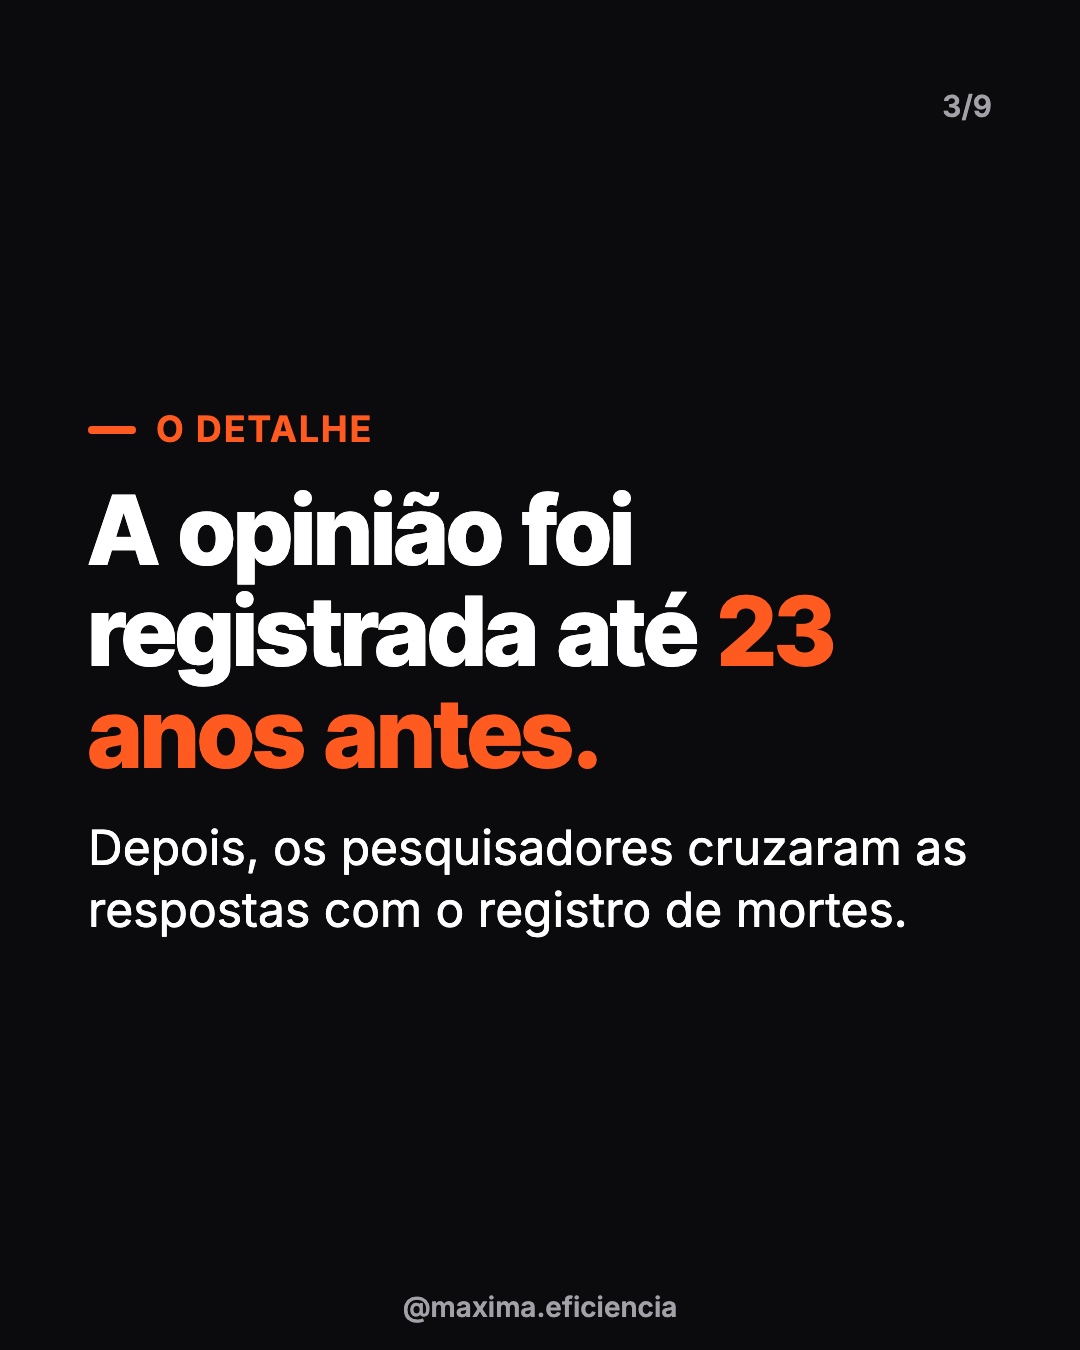 3/9
O DETALHE
A opinião foi
registrada até 23
anos antes.
Depois, os pesquisadores cruzaram as
respostas com o registro de mortes.
@maxima.eficiencia